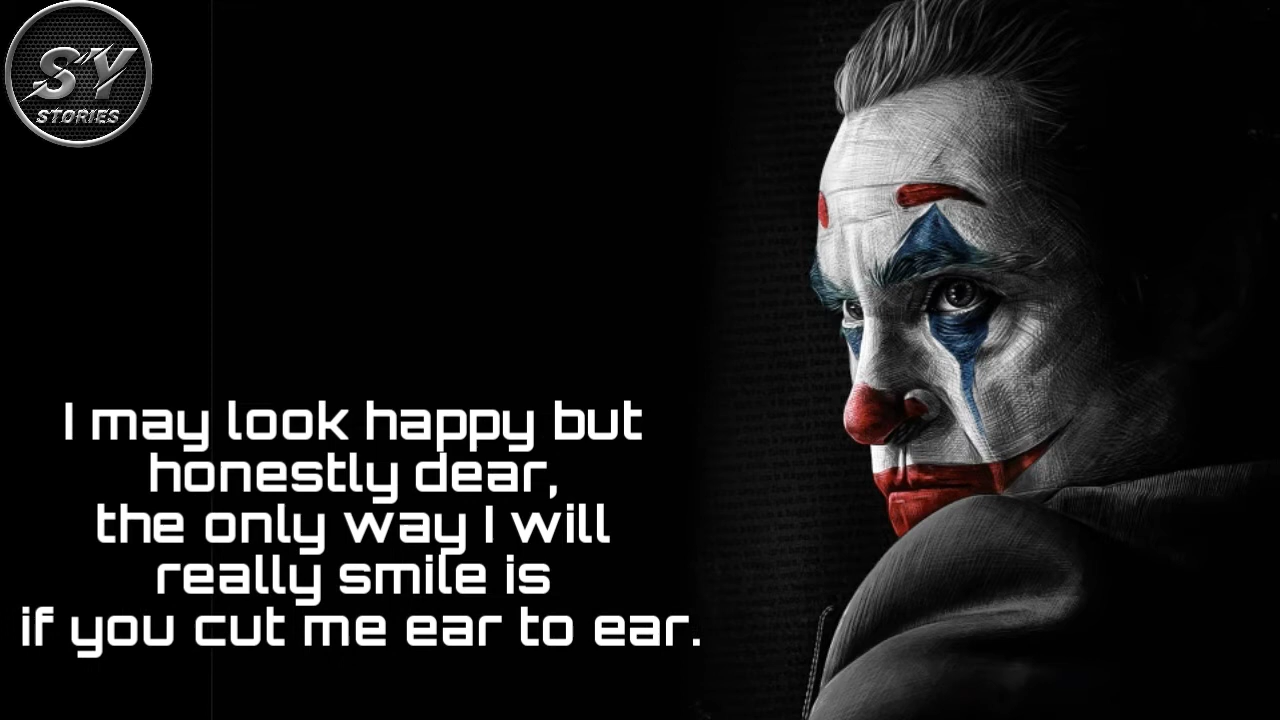 SY
STORIES
I may look happy but
honestly dear,
the only way I will
really smile is
if you cut me ear to ear.